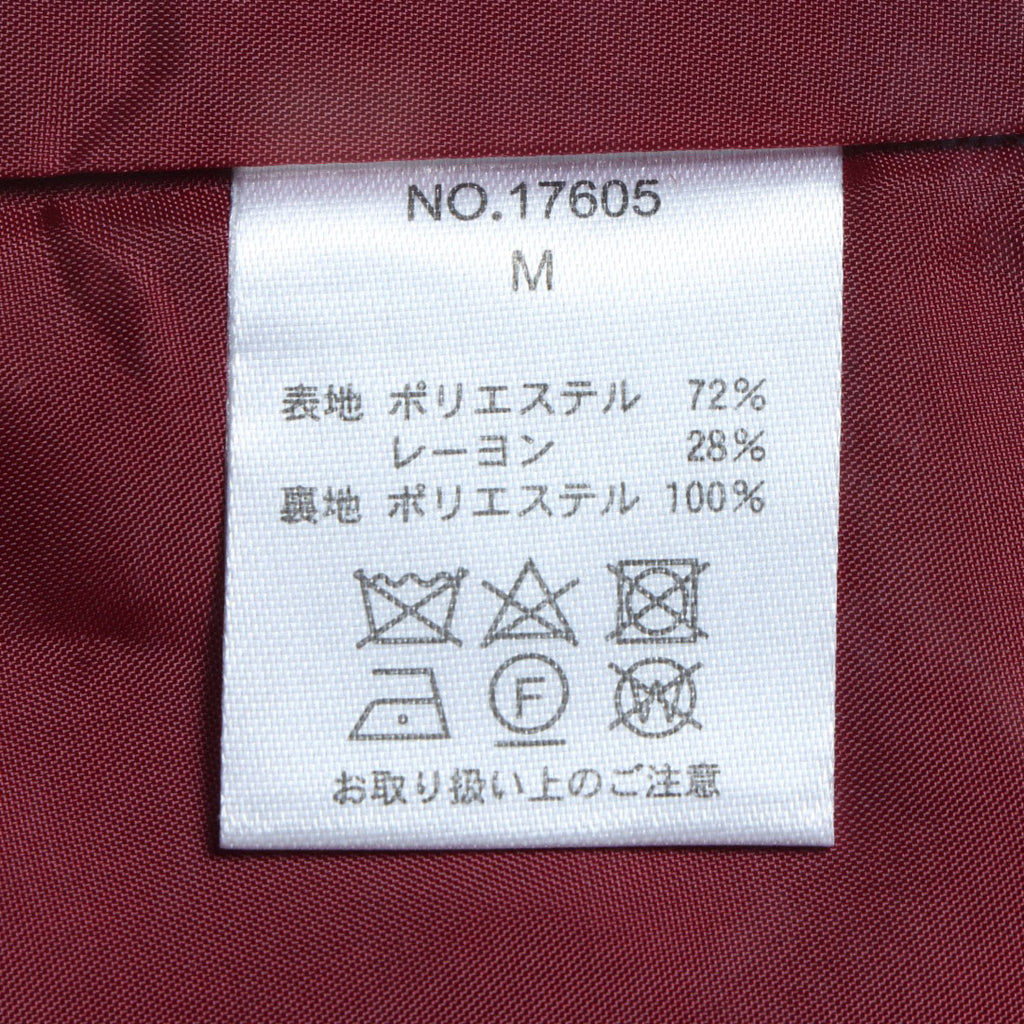 NO.17605
M
表地 ポリエステル 72%
レーヨン 28%
裏地 ポリエステル 100%
F
W
お取り扱い上のご注意